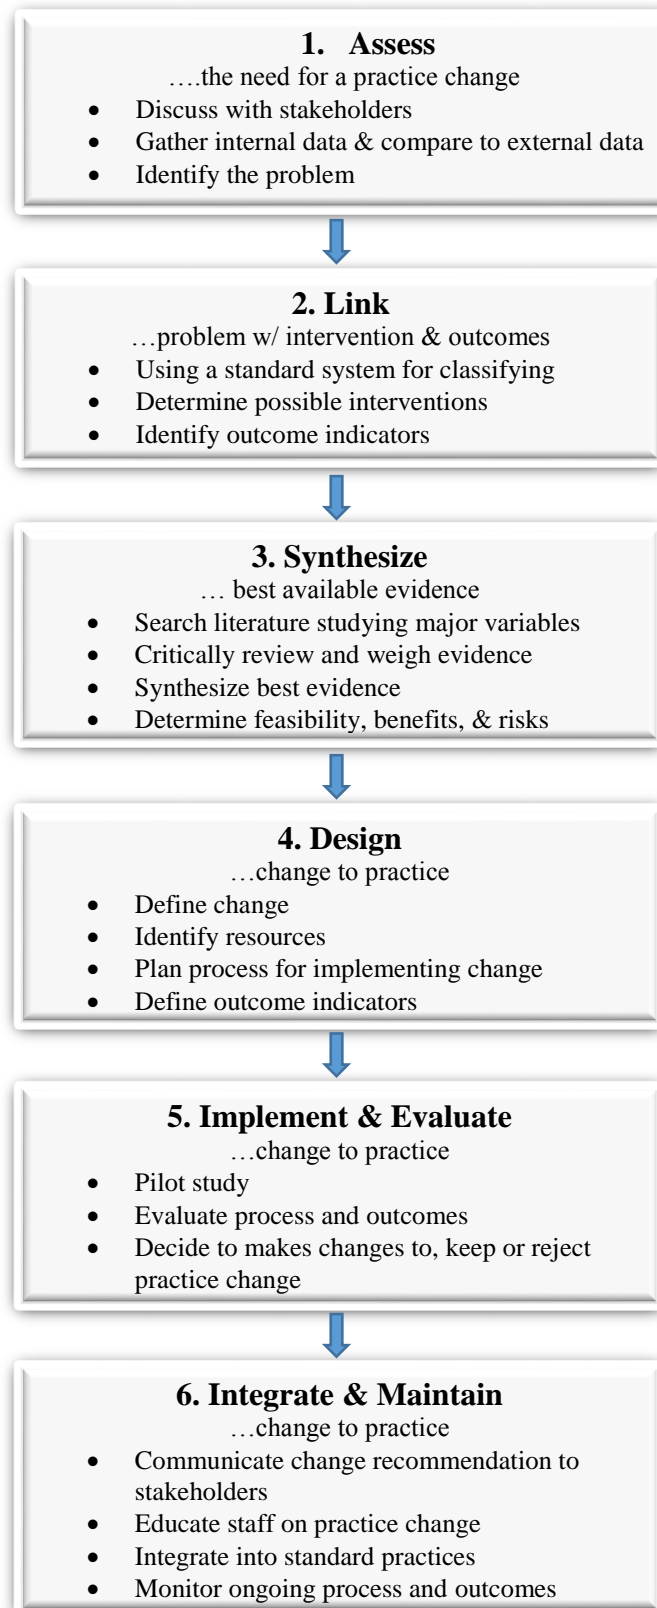 1. Assess
….the need for a practice change
• Discuss with stakeholders
• Gather internal data & compare to external data
• Identify the problem
2. Link
…problem w/ intervention & outcomes
• Using a standard system for classifying
• Determine possible interventions
• Identify outcome indicators
3. Synthesize
… best available evidence
• Search literature studying major variables
• Critically review and weigh evidence
• Synthesize best evidence
• Determine feasibility, benefits, & risks
4. Design
…change to practice
• Define change
• Identify resources
• Plan process for implementing change
• Define outcome indicators
5. Implement & Evaluate
…change to practice
• Pilot study
• Evaluate process and outcomes
• Decide to makes changes to, keep or reject
practice change
6. Integrate & Maintain
…change to practice
• Communicate change recommendation to
stakeholders
• Educate staff on practice change
• Integrate into standard practices
• Monitor ongoing process and outcomes